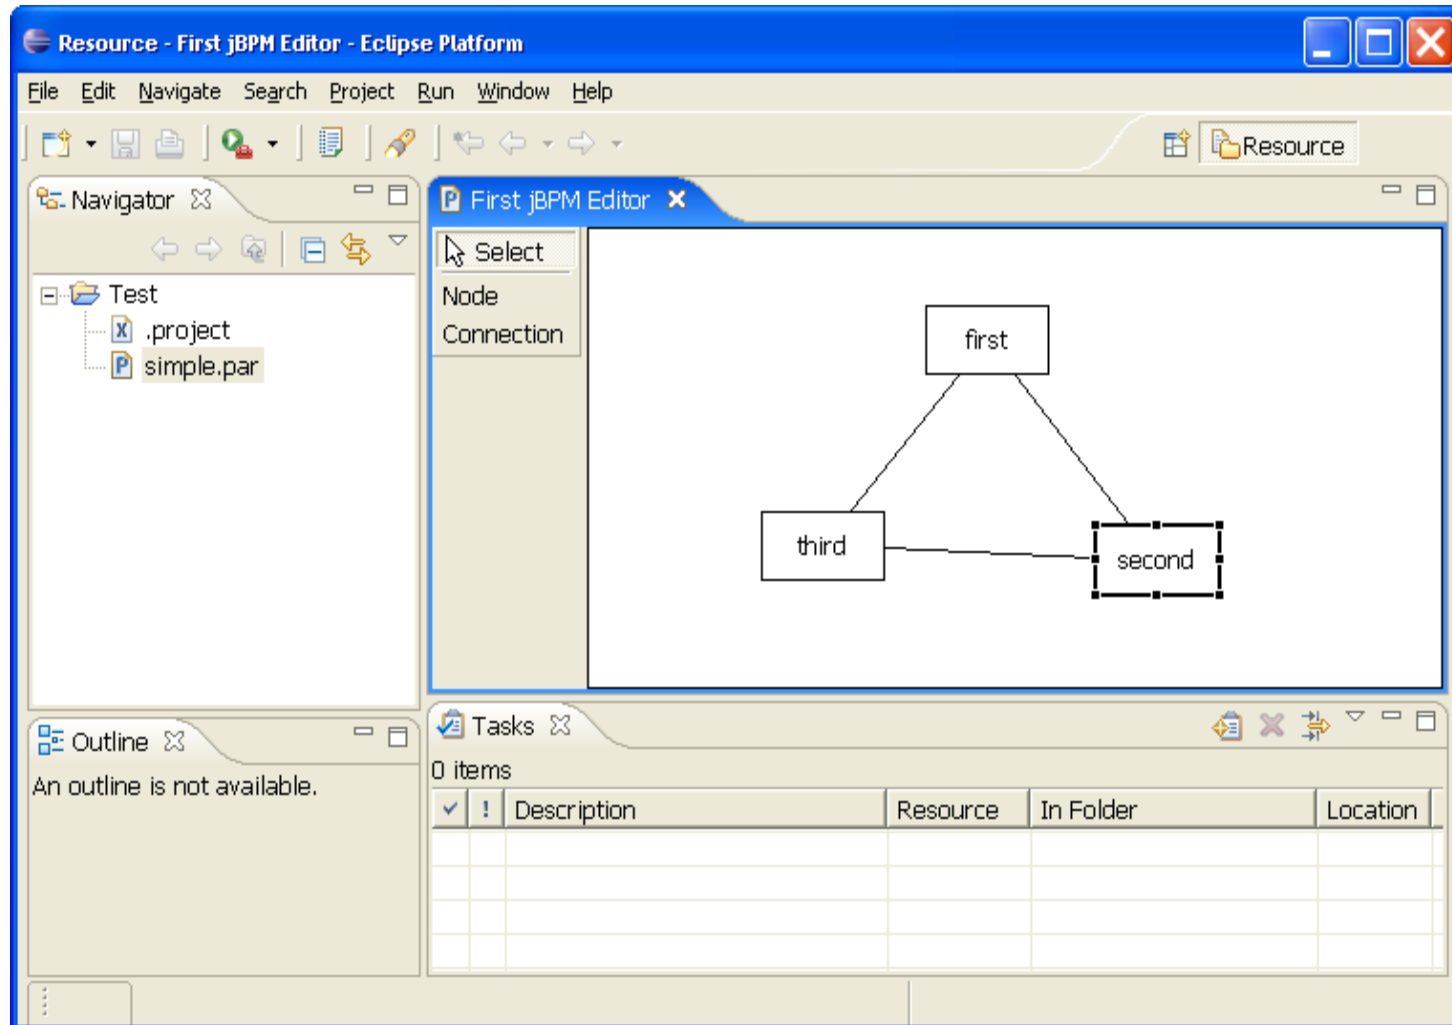 Resource - First jBPM Editor - Eclipse Platform
File Edit Navigate Search Project Run Window Help
Resource
Navigator
Test
.project
simple.par
First jBPM Editor
Select
Node
Connection
first
third
second
Outline
An outline is not available.
Tasks
0 items
! Description Resource In Folder Location